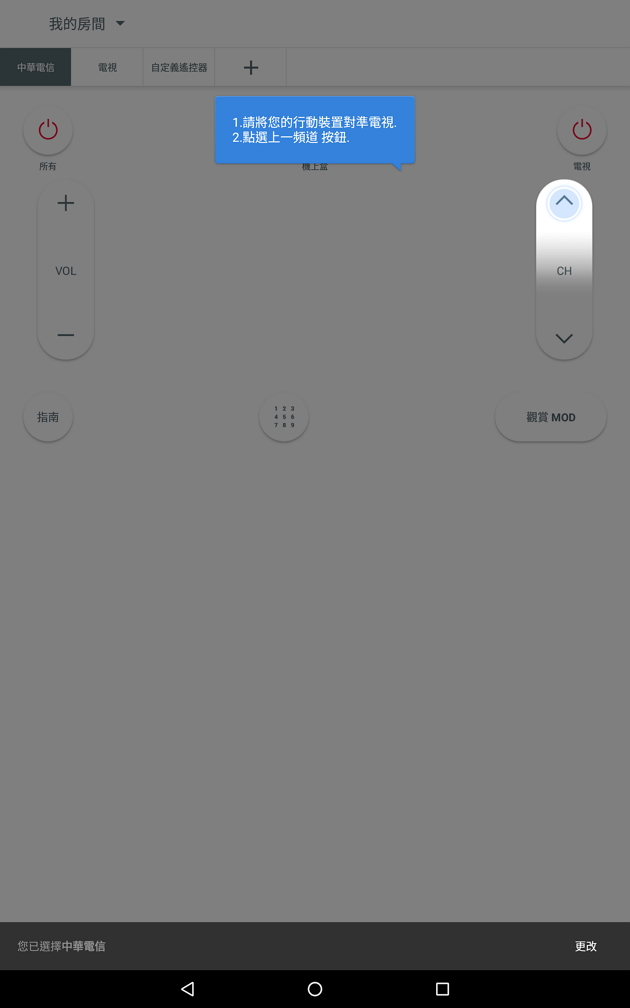 我的房間
中華電信
電視
自定義遙控器
1.請將您的行動裝置對準電視.
2.點選上一頻道 按鈕.
所有
機上盒
電視
VOL
CH
指南
1 2 3
4 5 6
7 8 9
觀賞 MOD
您已選擇中華電信
更改